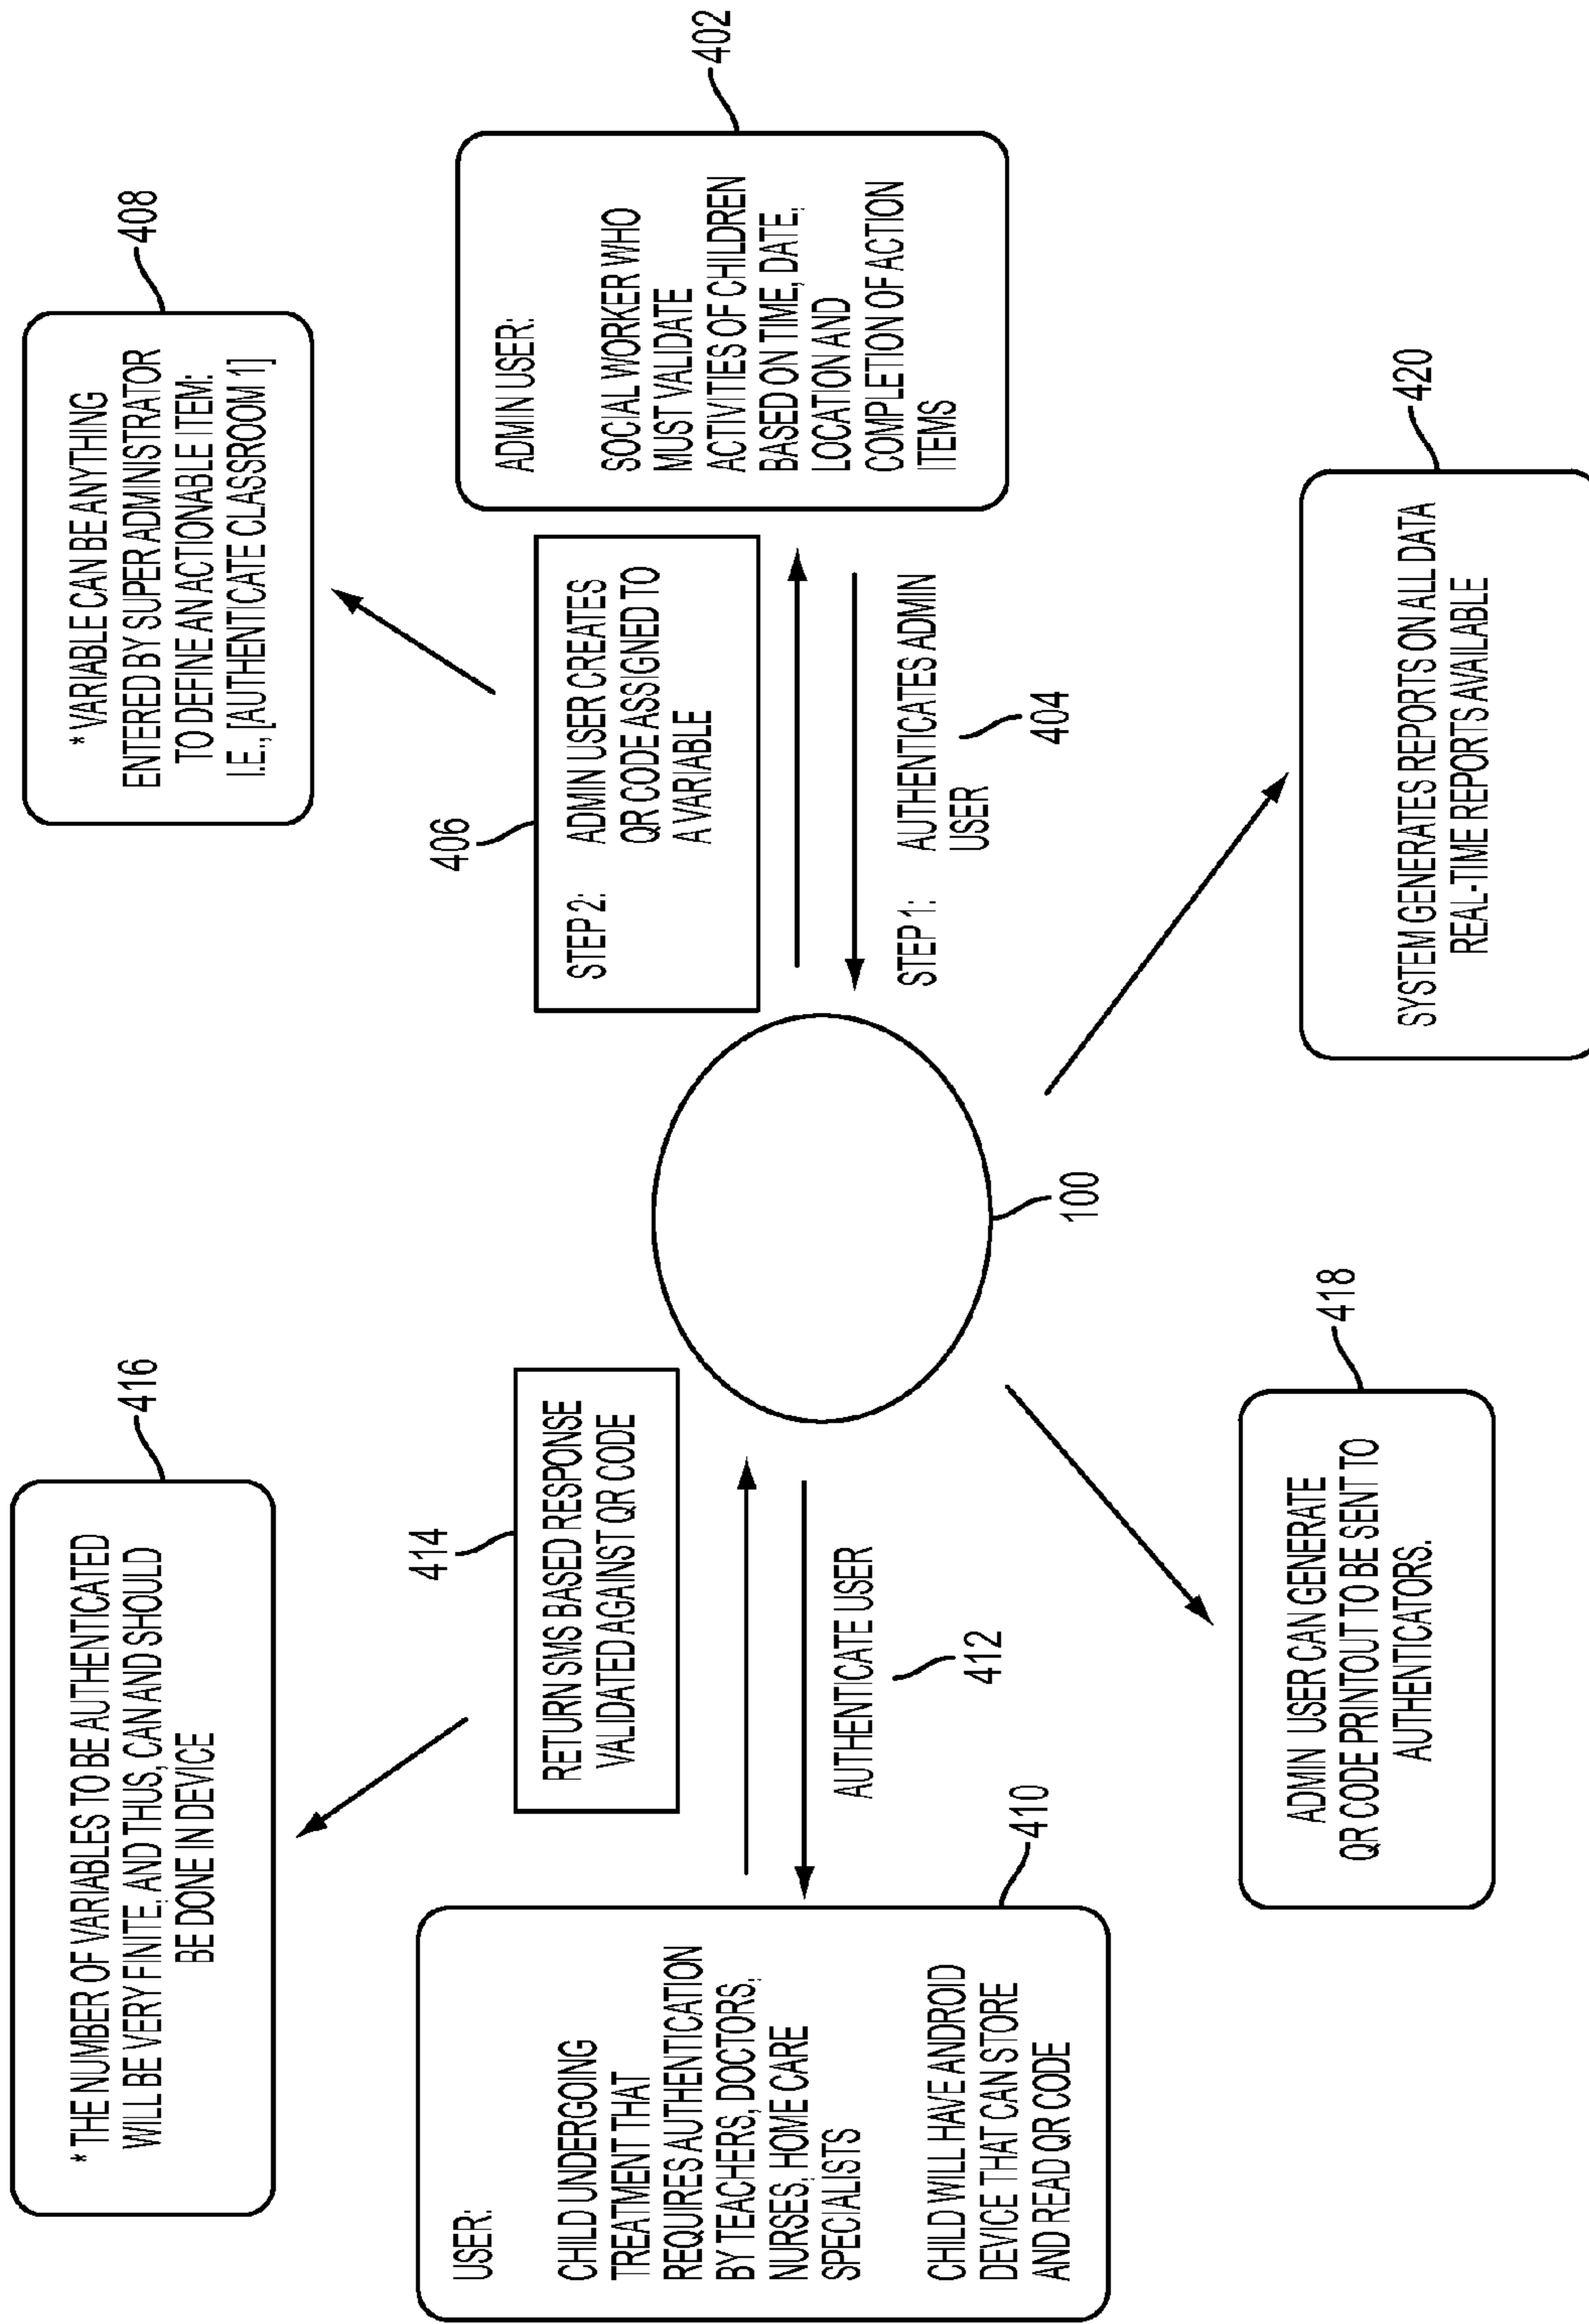 * THE NUMBER OF VARIABLES TO BE AUTHENTICATED
WILL BE VERY FINITE, AND THUS, CAN AND SHOULD
BE DONE IN DEVICE
416
* VARIABLE CAN BE ANYTHING
ENTERED BY SUPER ADMINISTRATOR
TO DEFINE AN ACTIONABLE ITEM:
I.E., [AUTHENTICATE CLASSROOM 1]
408
USER:
CHILD UNDERGOING
TREATMENT THAT
REQUIRES AUTHENTICATION
BY TEACHERS, DOCTORS,
NURSES, HOME CARE
SPECIALISTS
CHILD WILL HAVE ANDROID
DEVICE THAT CAN STORE
AND READ QR CODE
410
414
RETURN SMS BASED RESPONSE
VALIDATED AGAINST QR CODE
AUTHENTICATE USER
412
100
406
STEP 2: ADMIN USER CREATES
QR CODE ASSIGNED TO
A VARIABLE
STEP 1: AUTHENTICATES ADMIN
USER
404
ADMIN USER:
SOCIAL WORKER WHO
MUST VALIDATE
ACTIVITIES OF CHILDREN
BASED ON TIME, DATE,
LOCATION AND
COMPLETION OF ACTION
ITEMS
402
ADMIN USER CAN GENERATE
QR CODE PRINTOUT TO BE SENT TO
AUTHENTICATORS.
418
SYSTEM GENERATES REPORTS ON ALL DATA
REAL-TIME REPORTS AVAILABLE
420